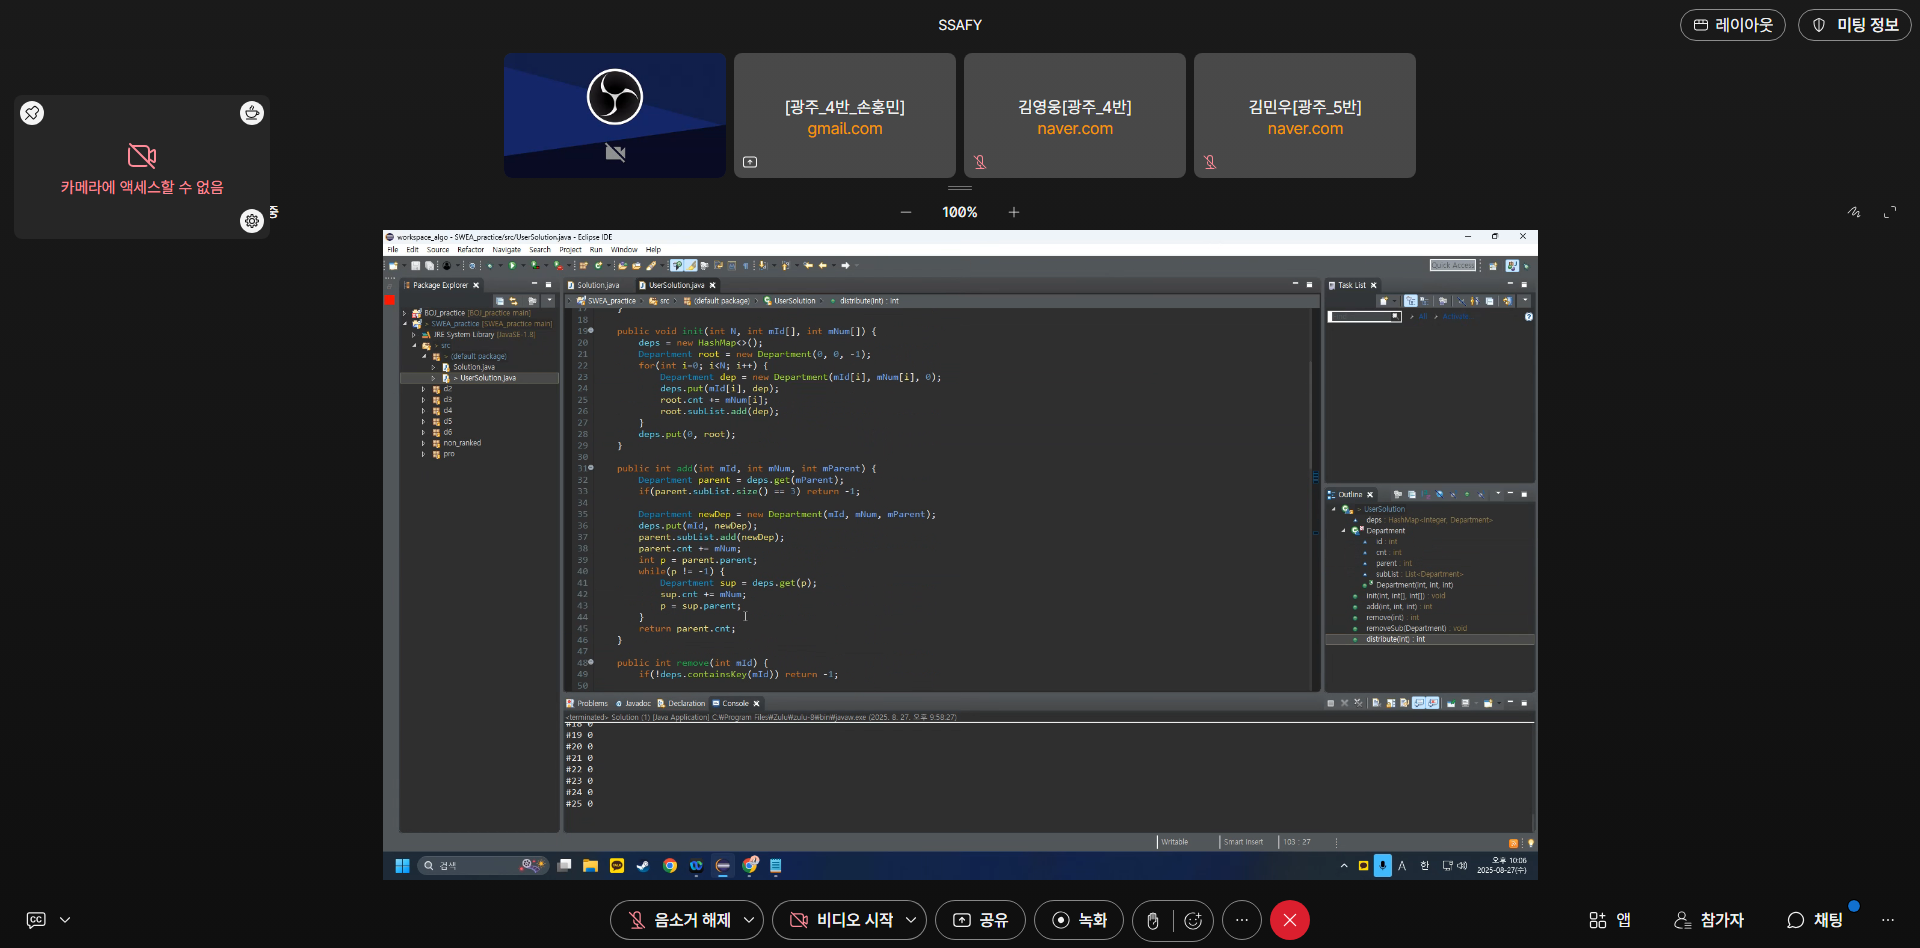 SSAFY
레이아웃
미팅 정보
[광주_4반_손홍민]
gmail.com
김영웅[광주_4반]
naver.com
김민우[광주_5반]
naver.com
카메라에 액세스할 수 없음
중
100%
workspace_algo - SWEA_practice/src/UserSolution.java - Eclipse IDE
File Edit Source Refactor Navigate Search Project Run Window Help
Quick Access
Package Explorer
BOJ_practice [BOJ_practice main]
> SWEA_practice [SWEA_practice main]
JRE System Library [JavaSE-1.8]
> src
> (default package)
Solution.java
> UserSolution.java
d2
d3
d4
d5
d6
non_ranked
pro
Solution.java
UserSolution.java
SWEA_practice src (default package) UserSolution distribute(int) : int
17 }
18
19 public void init(int N, int mId[], int mNum[]) {
20 deps = new HashMap<>();
21 Department root = new Department(0, 0, -1);
22 for(int i=0; i<N; i++) {
23 Department dep = new Department(mId[i], mNum[i], 0);
24 deps.put(mId[i], dep);
25 root.cnt += mNum[i];
26 root.subList.add(dep);
27 }
28 deps.put(0, root);
29 }
30
31 public int add(int mId, int mNum, int mParent) {
32 Department parent = deps.get(mParent);
33 if(parent.subList.size() == 3) return -1;
34
35 Department newDep = new Department(mId, mNum, mParent);
36 deps.put(mId, newDep);
37 parent.subList.add(newDep);
38 parent.cnt += mNum;
39 int p = parent.parent;
40 while(p != -1) {
41 Department sup = deps.get(p);
42 sup.cnt += mNum;
43 p = sup.parent;
44 }
45 return parent.cnt;
46 }
47
48 public int remove(int mId) {
49 if(!deps.containsKey(mId)) return -1;
50
Task List
All
Activate...
Outline
> UserSolution
deps : HashMap<Integer, Department>
Department
id : int
cnt : int
parent : int
subList : List<Department>
Department(int, int, int)
init(int, int[], int[]) : void
add(int, int, int) : int
remove(int) : int
removeSub(Department) : void
distribute(int) : int
Problems Javadoc Declaration Console
<terminated> Solution (1) [Java Application] C:₩Program Files₩Zulu₩zulu-8₩bin₩javaw.exe (2025. 8. 27. 오후 9:58:27)
#18 0
#19 0
#20 0
#21 0
#22 0
#23 0
#24 0
#25 0
Writable
Smart Insert
103 : 27
검색
A
한
오후 10:06
2025-08-27(수)
CC
음소거 해제
비디오 시작
공유
녹화
앱
참가자
채팅